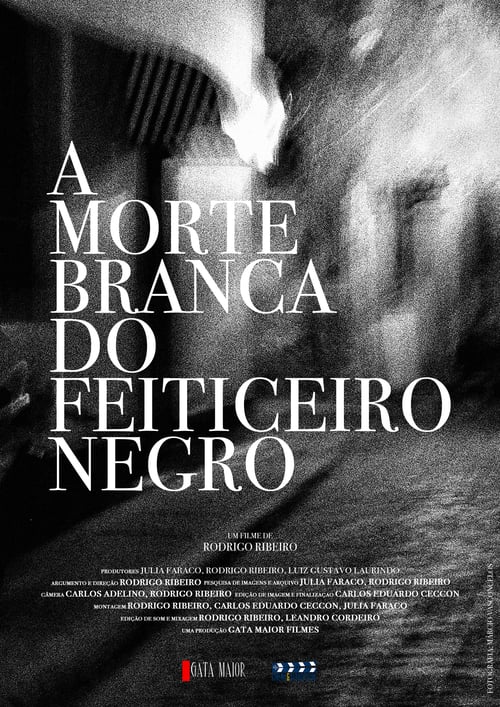 A
MORTE
BRANCA
DO
FEITICEIRO
NEGRO
UM FILME DE
RODRIGO RIBEIRO
PRODUTORES JULIA FARACO, RODRIGO RIBEIRO, LUIZ GUSTAVO LAURINDO
ARGUMENTO E DIREÇÃO RODRIGO RIBEIRO PESQUISA DE IMAGENS E ARQUIVO JULIA FARACO, RODRIGO RIBEIRO
CÂMERA CARLOS ADELINO, RODRIGO RIBEIRO EDIÇÃO DE IMAGEM E FINALIZAÇÃO CARLOS EDUARDO CECCON
MONTAGEM RODRIGO RIBEIRO, CARLOS EDUARDO CECCON, JULIA FARACO
EDIÇÃO DE SOM E MIXAGEM RODRIGO RIBEIRO, LEANDRO CORDEIRO
UMA PRODUÇÃO GATA MAIOR FILMES
GATA MAIOR
FOTOGRAFIA: MARCIO VASCONCELOS